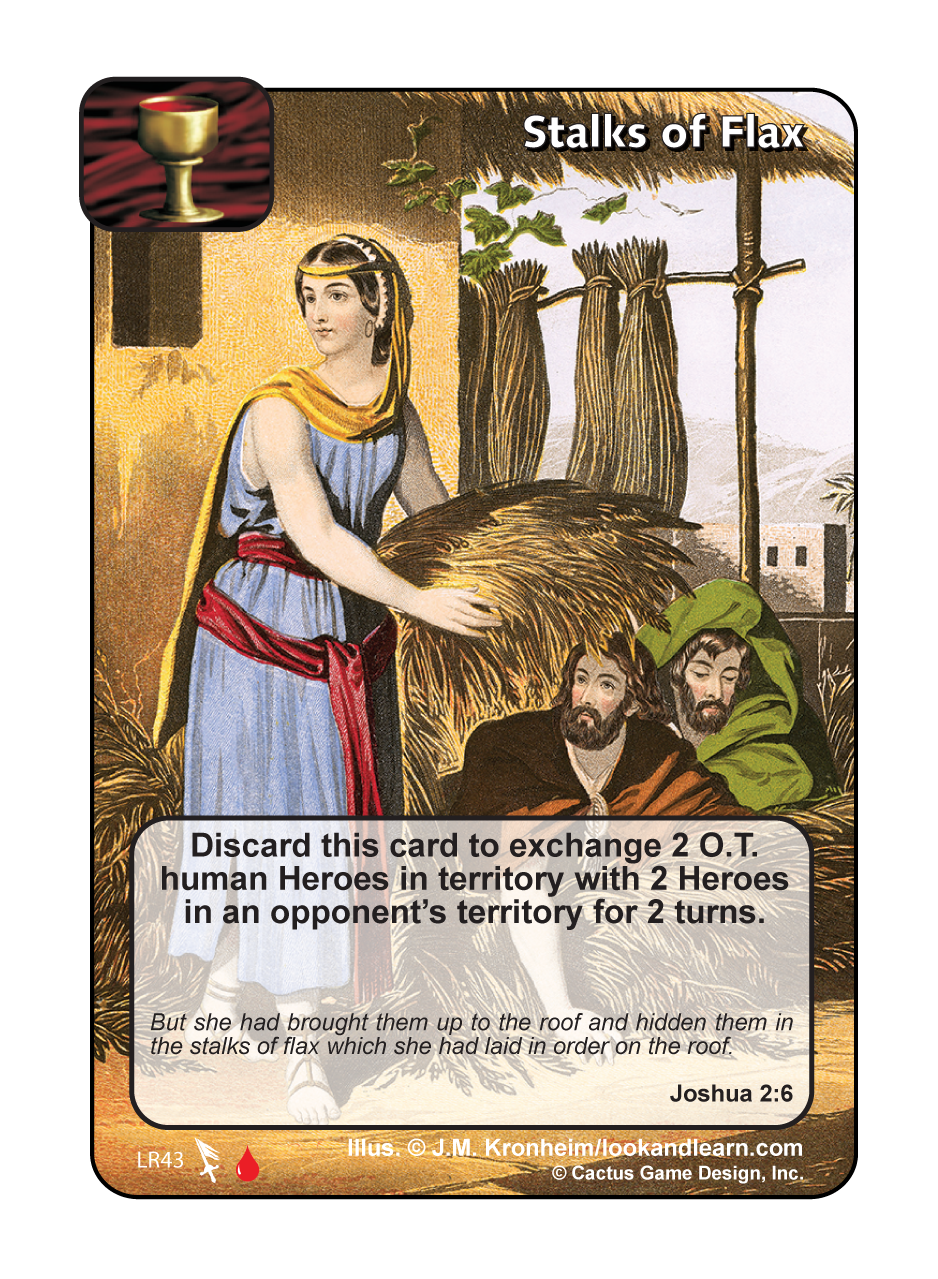 Stalks of Flax
Discard this card to exchange 2 O.T.
human Heroes in territory with 2 Heroes
in an opponent’s territory for 2 turns.
But she had brought them up to the roof and hidden them in
the stalks of flax which she had laid in order on the roof.
Joshua 2:6
LR43
Illus. © J.M. Kronheim/lookandlearn.com
© Cactus Game Design, Inc.